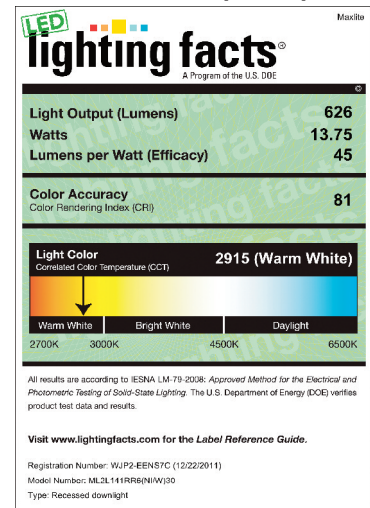 Maxlite
LED
lighting facts®
A Program of the U.S. DOE
©
Light Output (Lumens) 626
Watts 13.75
Lumens per Watt (Efficacy) 45
Color Accuracy
Color Rendering Index (CRI) 81
Light Color
Correlated Color Temperature (CCT) 2915 (Warm White)
Warm White Bright White Daylight
2700K 3000K 4500K 6500K
All results are according to IESNA LM-79-2008: Approved Method for the Electrical and
Photometric Testing of Solid-State Lighting. The U.S. Department of Energy (DOE) verifies
product test data and results.
Visit www.lightingfacts.com for the Label Reference Guide.
Registration Number: WJP2-EENS7C (12/22/2011)
Model Number: ML2L141RR6(NI/W)30
Type: Recessed downlight